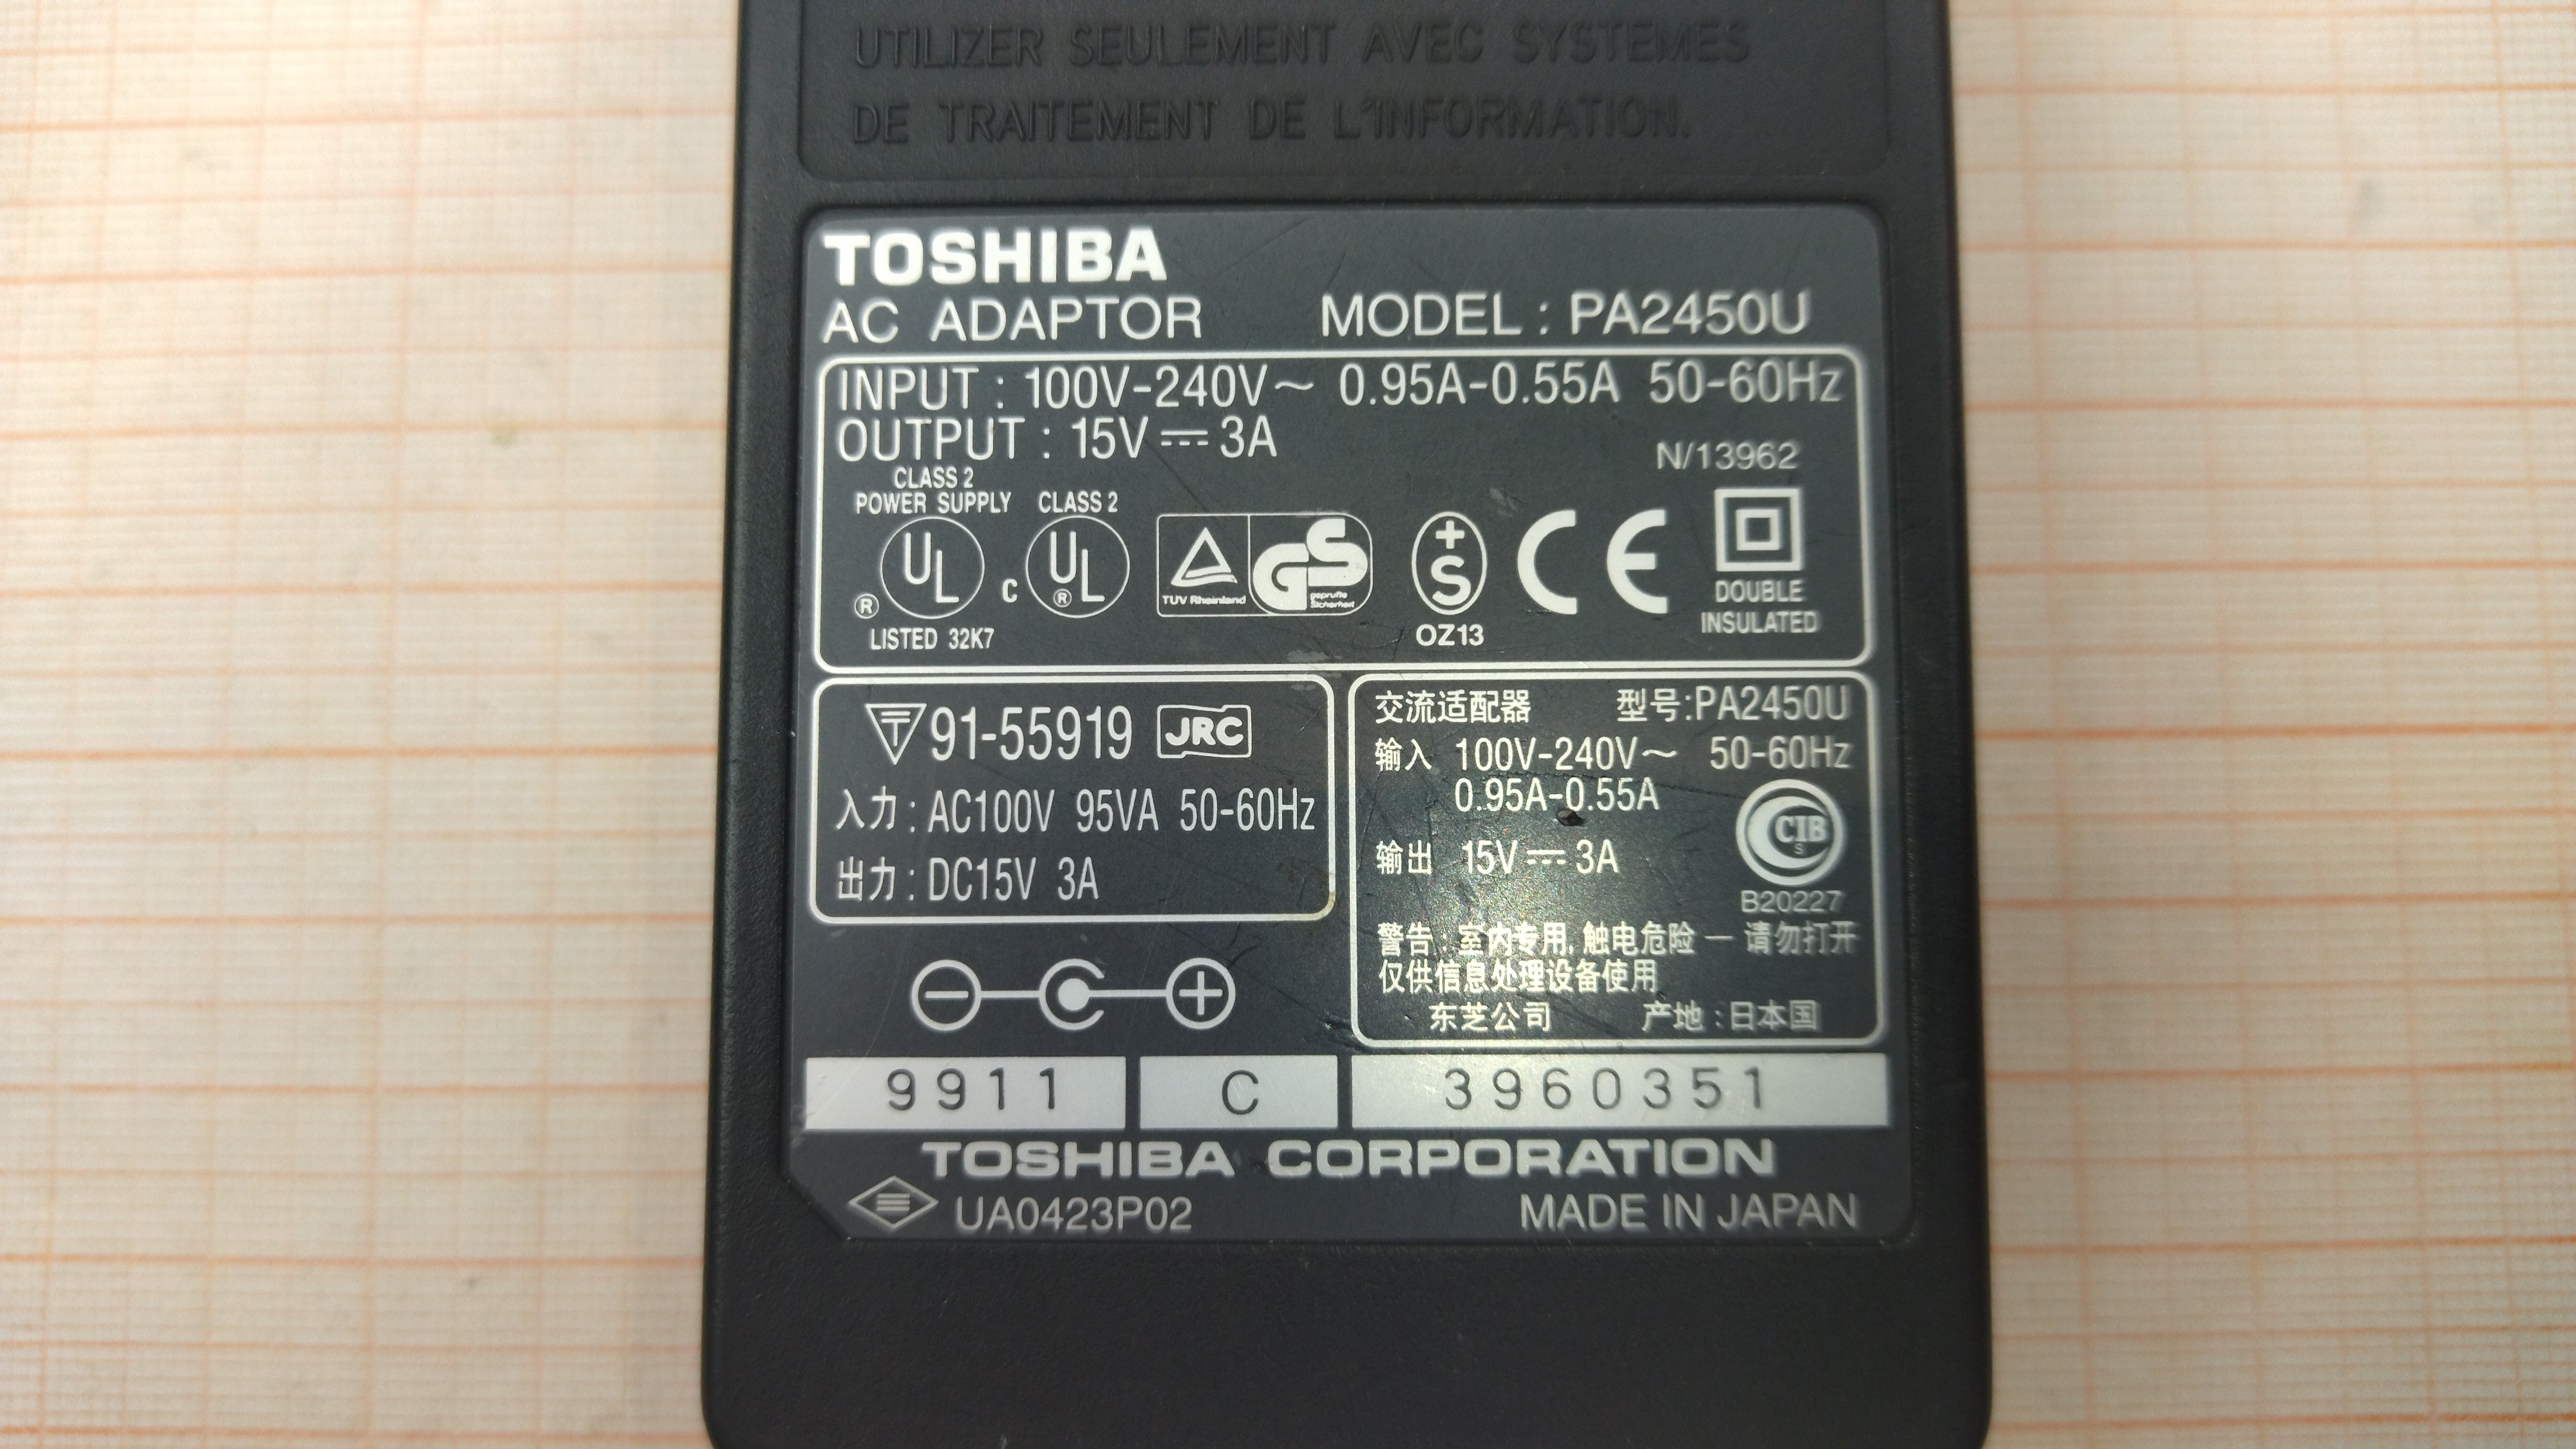 UTILIZER SEULEMENT AVEC SYSTEMES
DE TRAITEMENT DE L'INFORMATION.
TOSHIBA
AC ADAPTOR MODEL : PA2450U
INPUT : 100V-240V～ 0.95A-0.55A 50-60Hz
OUTPUT : 15V ⎓ 3A
N/13962
CLASS 2
POWER SUPPLY
CLASS 2
UL
®
c UL ®
LISTED 32K7
TUV Rheinland
GS
geprüfte
Sicherheit
+S
OZ13
CE
DOUBLE
INSULATED
〒 91-55919 JRC
入力 : AC100V 95VA 50-60Hz
出力 : DC15V 3A
交流适配器 型号:PA2450U
输入 100V-240V～ 50-60Hz
0.95A-0.55A
输出 15V ⎓ 3A
CIB
S
B20227
警告 : 室内专用, 触电危险 — 请勿打开
仅供信息处理设备使用
东芝公司 产地 : 日本国
9911 C 3960351
TOSHIBA CORPORATION
UA0423P02 MADE IN JAPAN